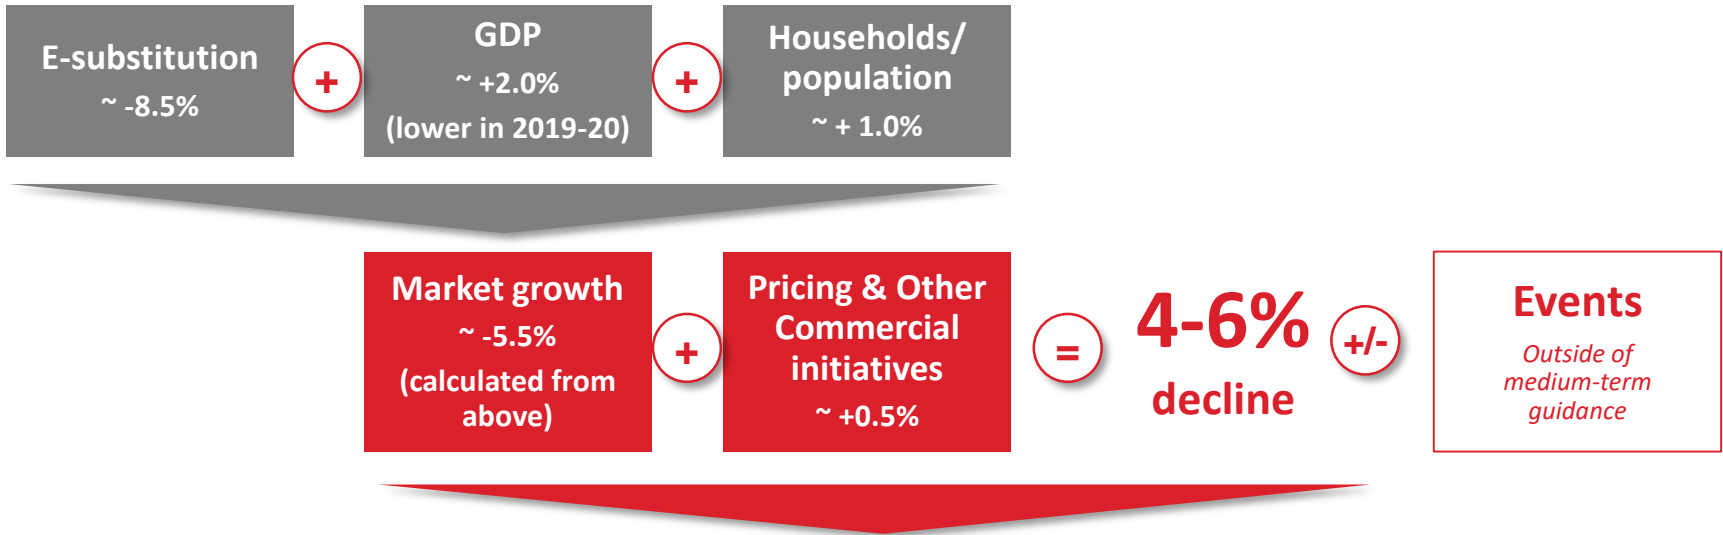 E-substitution
~ -8.5%
+
GDP
~ +2.0%
(lower in 2019-20)
+
Households/
population
~ + 1.0%
Market growth
~ -5.5%
(calculated from
above)
+
Pricing & Other
Commercial
initiatives
~ +0.5%
=
4-6%
decline
+/-
Events
Outside of
medium-term
guidance